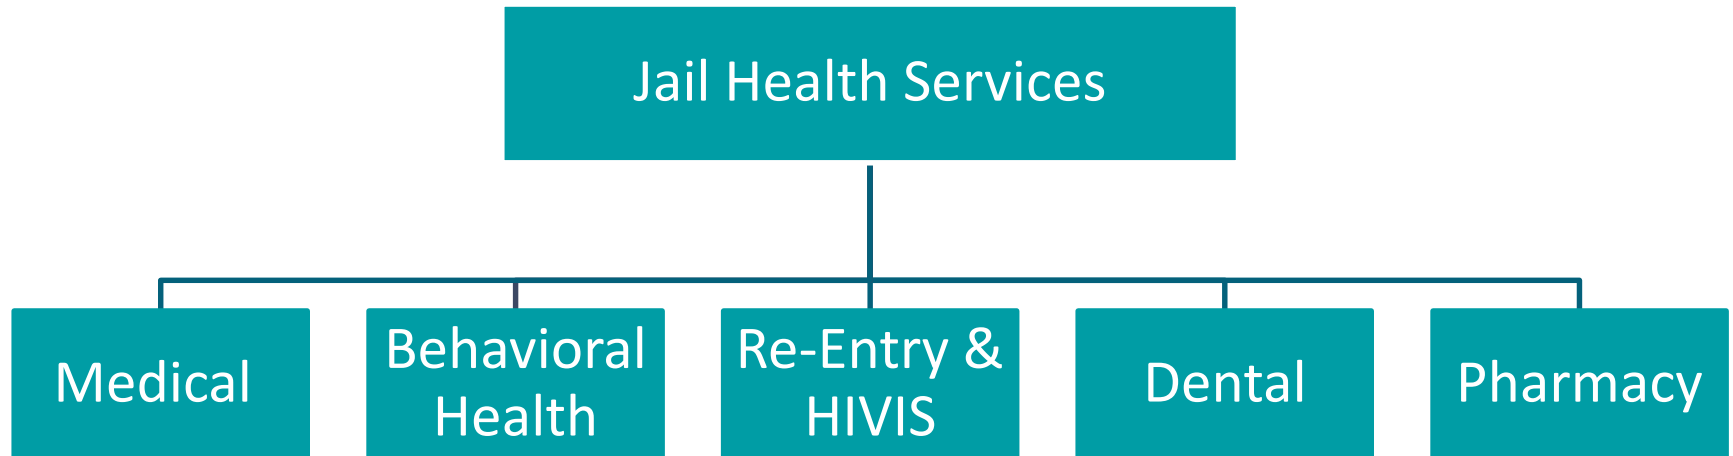 Jail Health Services
Medical
Behavioral
Health
Re-Entry &
HIVIS
Dental
Pharmacy